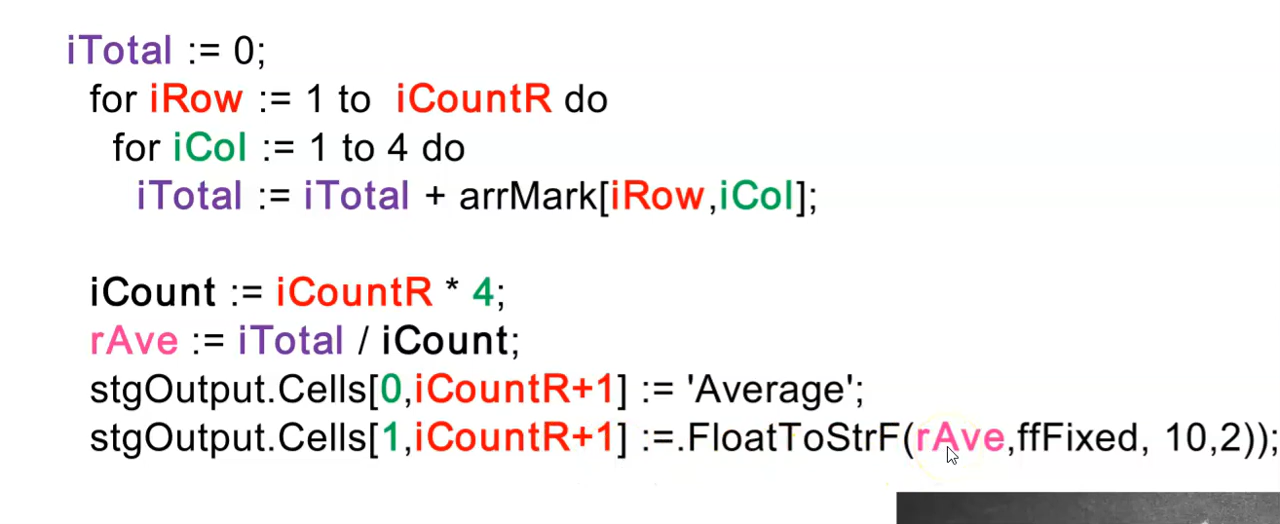 iTotal := 0;
for iRow := 1 to iCountR do
for iCol := 1 to 4 do
iTotal := iTotal + arrMark[iRow,iCol];
iCount := iCountR * 4;
rAve := iTotal / iCount;
stgOutput.Cells[0,iCountR+1] := 'Average';
stgOutput.Cells[1,iCountR+1] :=.FloatToStrF(rAve,ffFixed, 10,2));